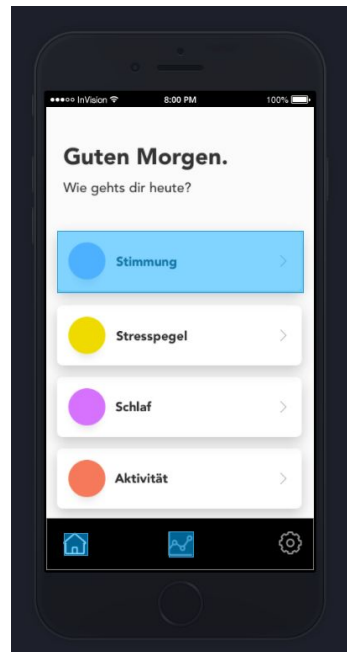 InVision 8:00 PM 100%
Guten Morgen.
Wie gehts dir heute?
Stimmung
Stresspegel
Schlaf
Aktivität